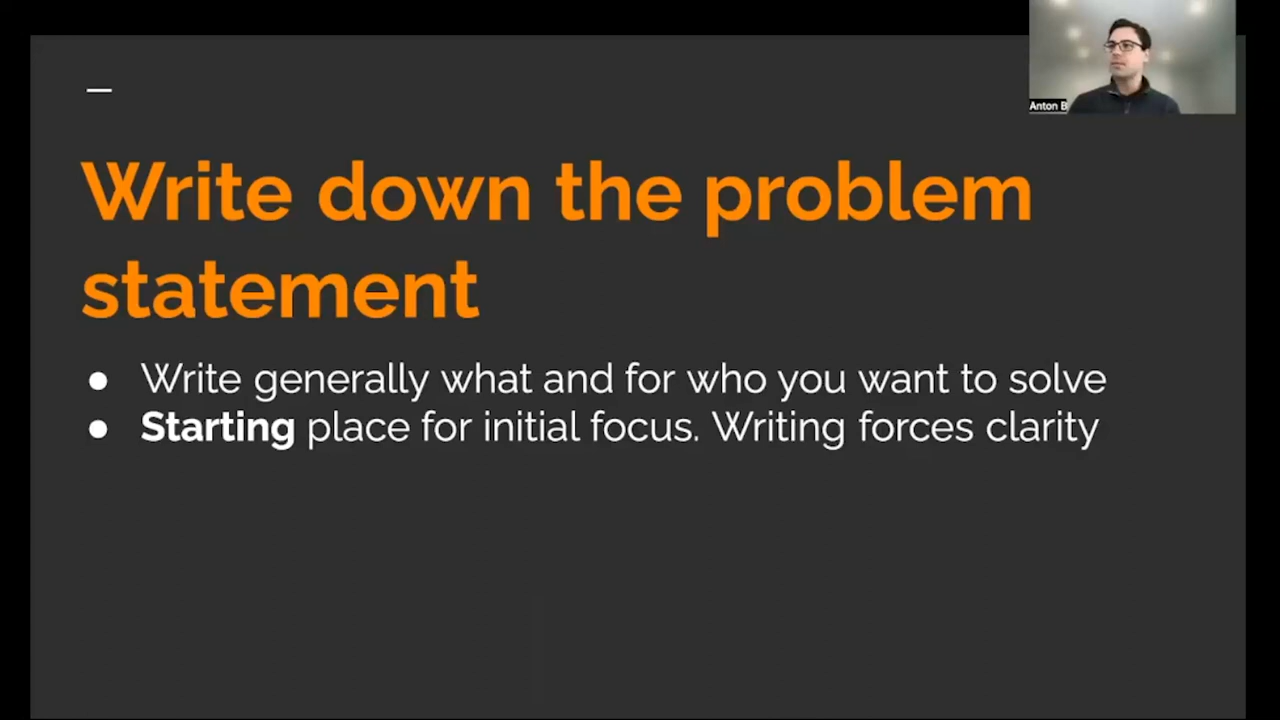 Anton B
Write down the problem
statement
● Write generally what and for who you want to solve
● Starting place for initial focus. Writing forces clarity